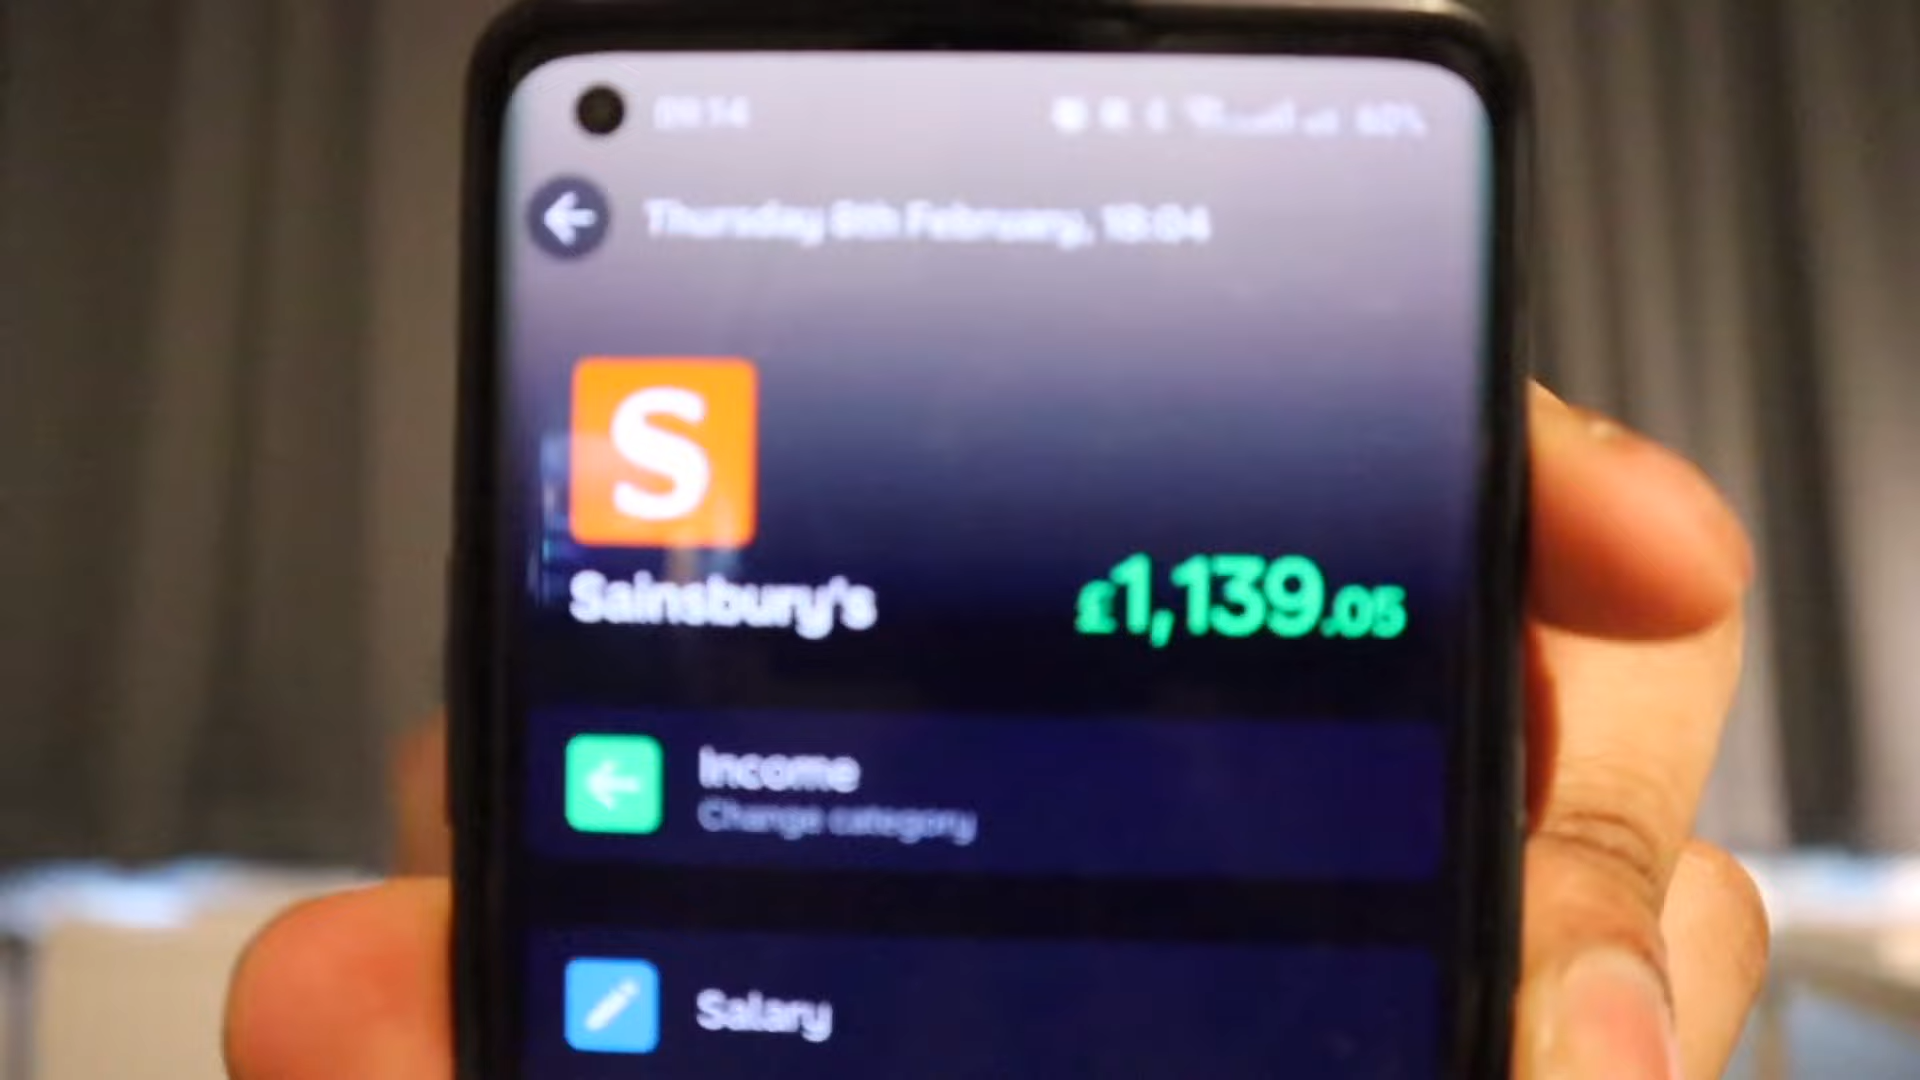 Thursday 8th February, 18:04
S
Sainsbury's
£1,139.05
Income
Change category
Salary